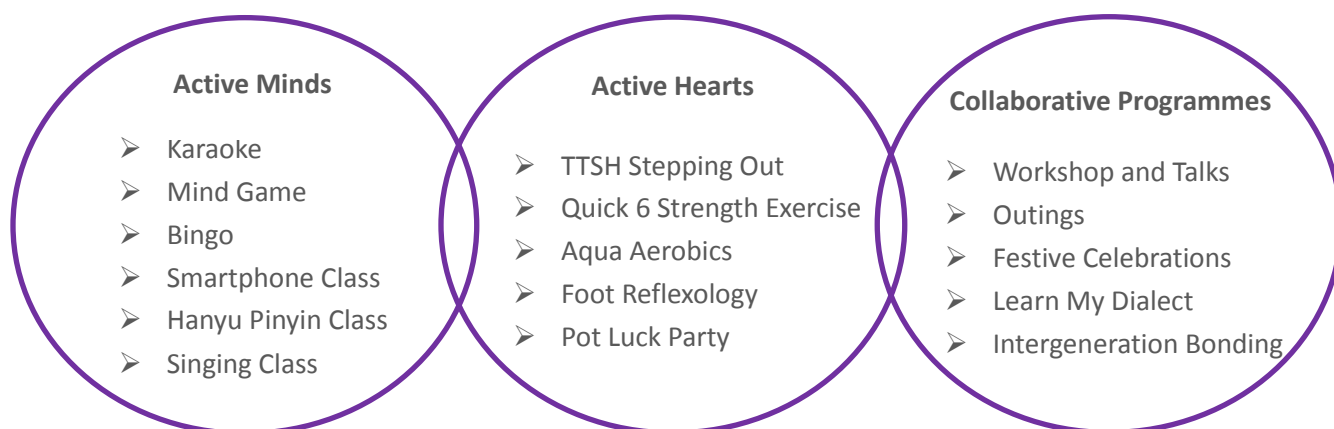 Active Minds
➢ Karaoke
➢ Mind Game
➢ Bingo
➢ Smartphone Class
➢ Hanyu Pinyin Class
➢ Singing Class
Active Hearts
➢ TTSH Stepping Out
➢ Quick 6 Strength Exercise
➢ Aqua Aerobics
➢ Foot Reflexology
➢ Pot Luck Party
Collaborative Programmes
➢ Workshop and Talks
➢ Outings
➢ Festive Celebrations
➢ Learn My Dialect
➢ Intergeneration Bonding